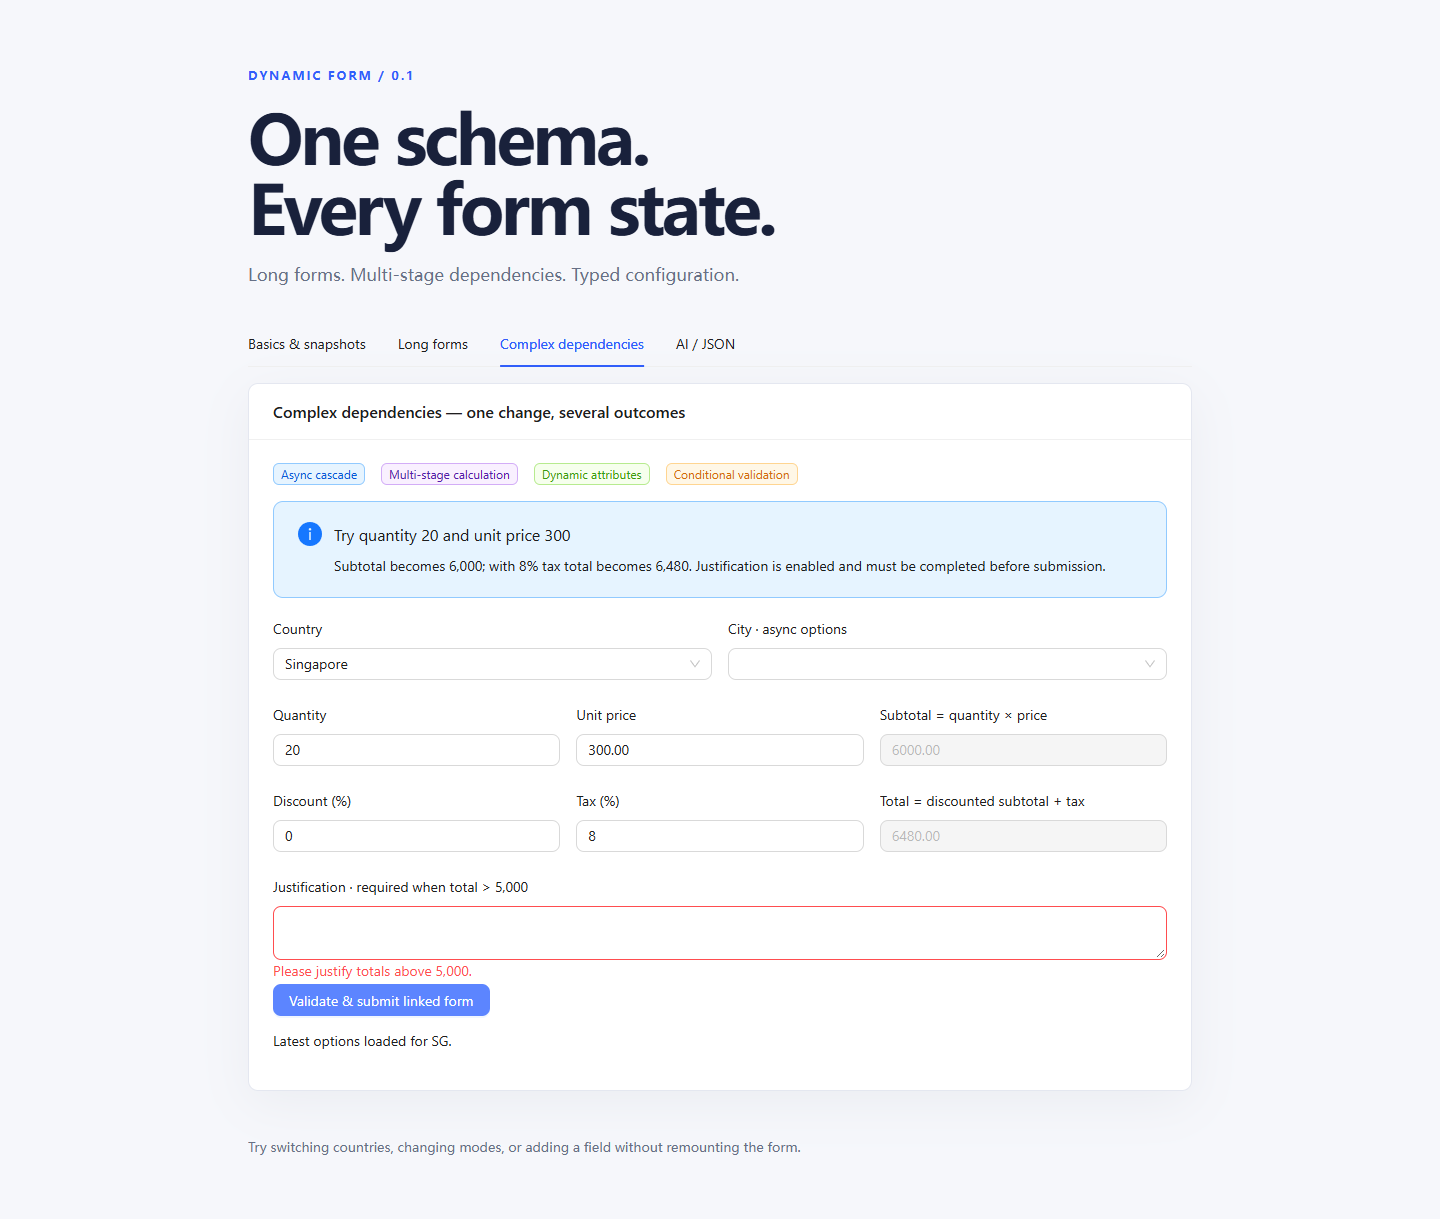 DYNAMIC FORM / 0.1
One schema.
Every form state.
Long forms. Multi-stage dependencies. Typed configuration.
Basics & snapshots
Long forms
Complex dependencies
AI / JSON
Complex dependencies — one change, several outcomes
Async cascade
Multi-stage calculation
Dynamic attributes
Conditional validation
Try quantity 20 and unit price 300
Subtotal becomes 6,000; with 8% tax total becomes 6,480. Justification is enabled and must be completed before submission.
Country
City · async options
Singapore
Quantity
Unit price
Subtotal = quantity × price
20
300.00
6000.00
Discount (%)
Tax (%)
Total = discounted subtotal + tax
0
8
6480.00
Justification · required when total > 5,000
Please justify totals above 5,000.
Validate & submit linked form
Latest options loaded for SG.
Try switching countries, changing modes, or adding a field without remounting the form.